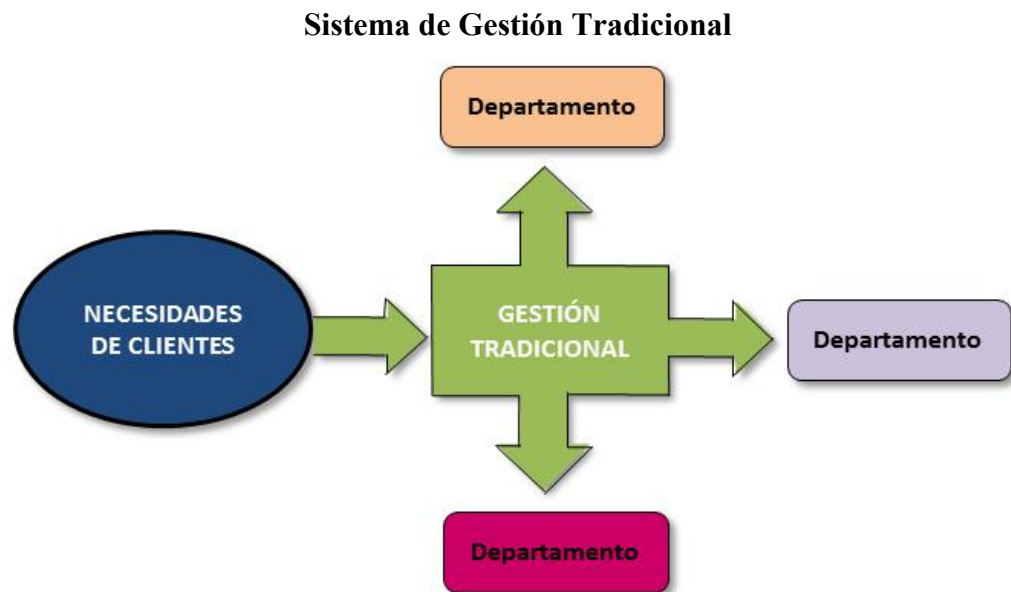 Sistema de Gestión Tradicional
Departamento
NECESIDADES
DE CLIENTES
GESTIÓN
TRADICIONAL
Departamento
Departamento